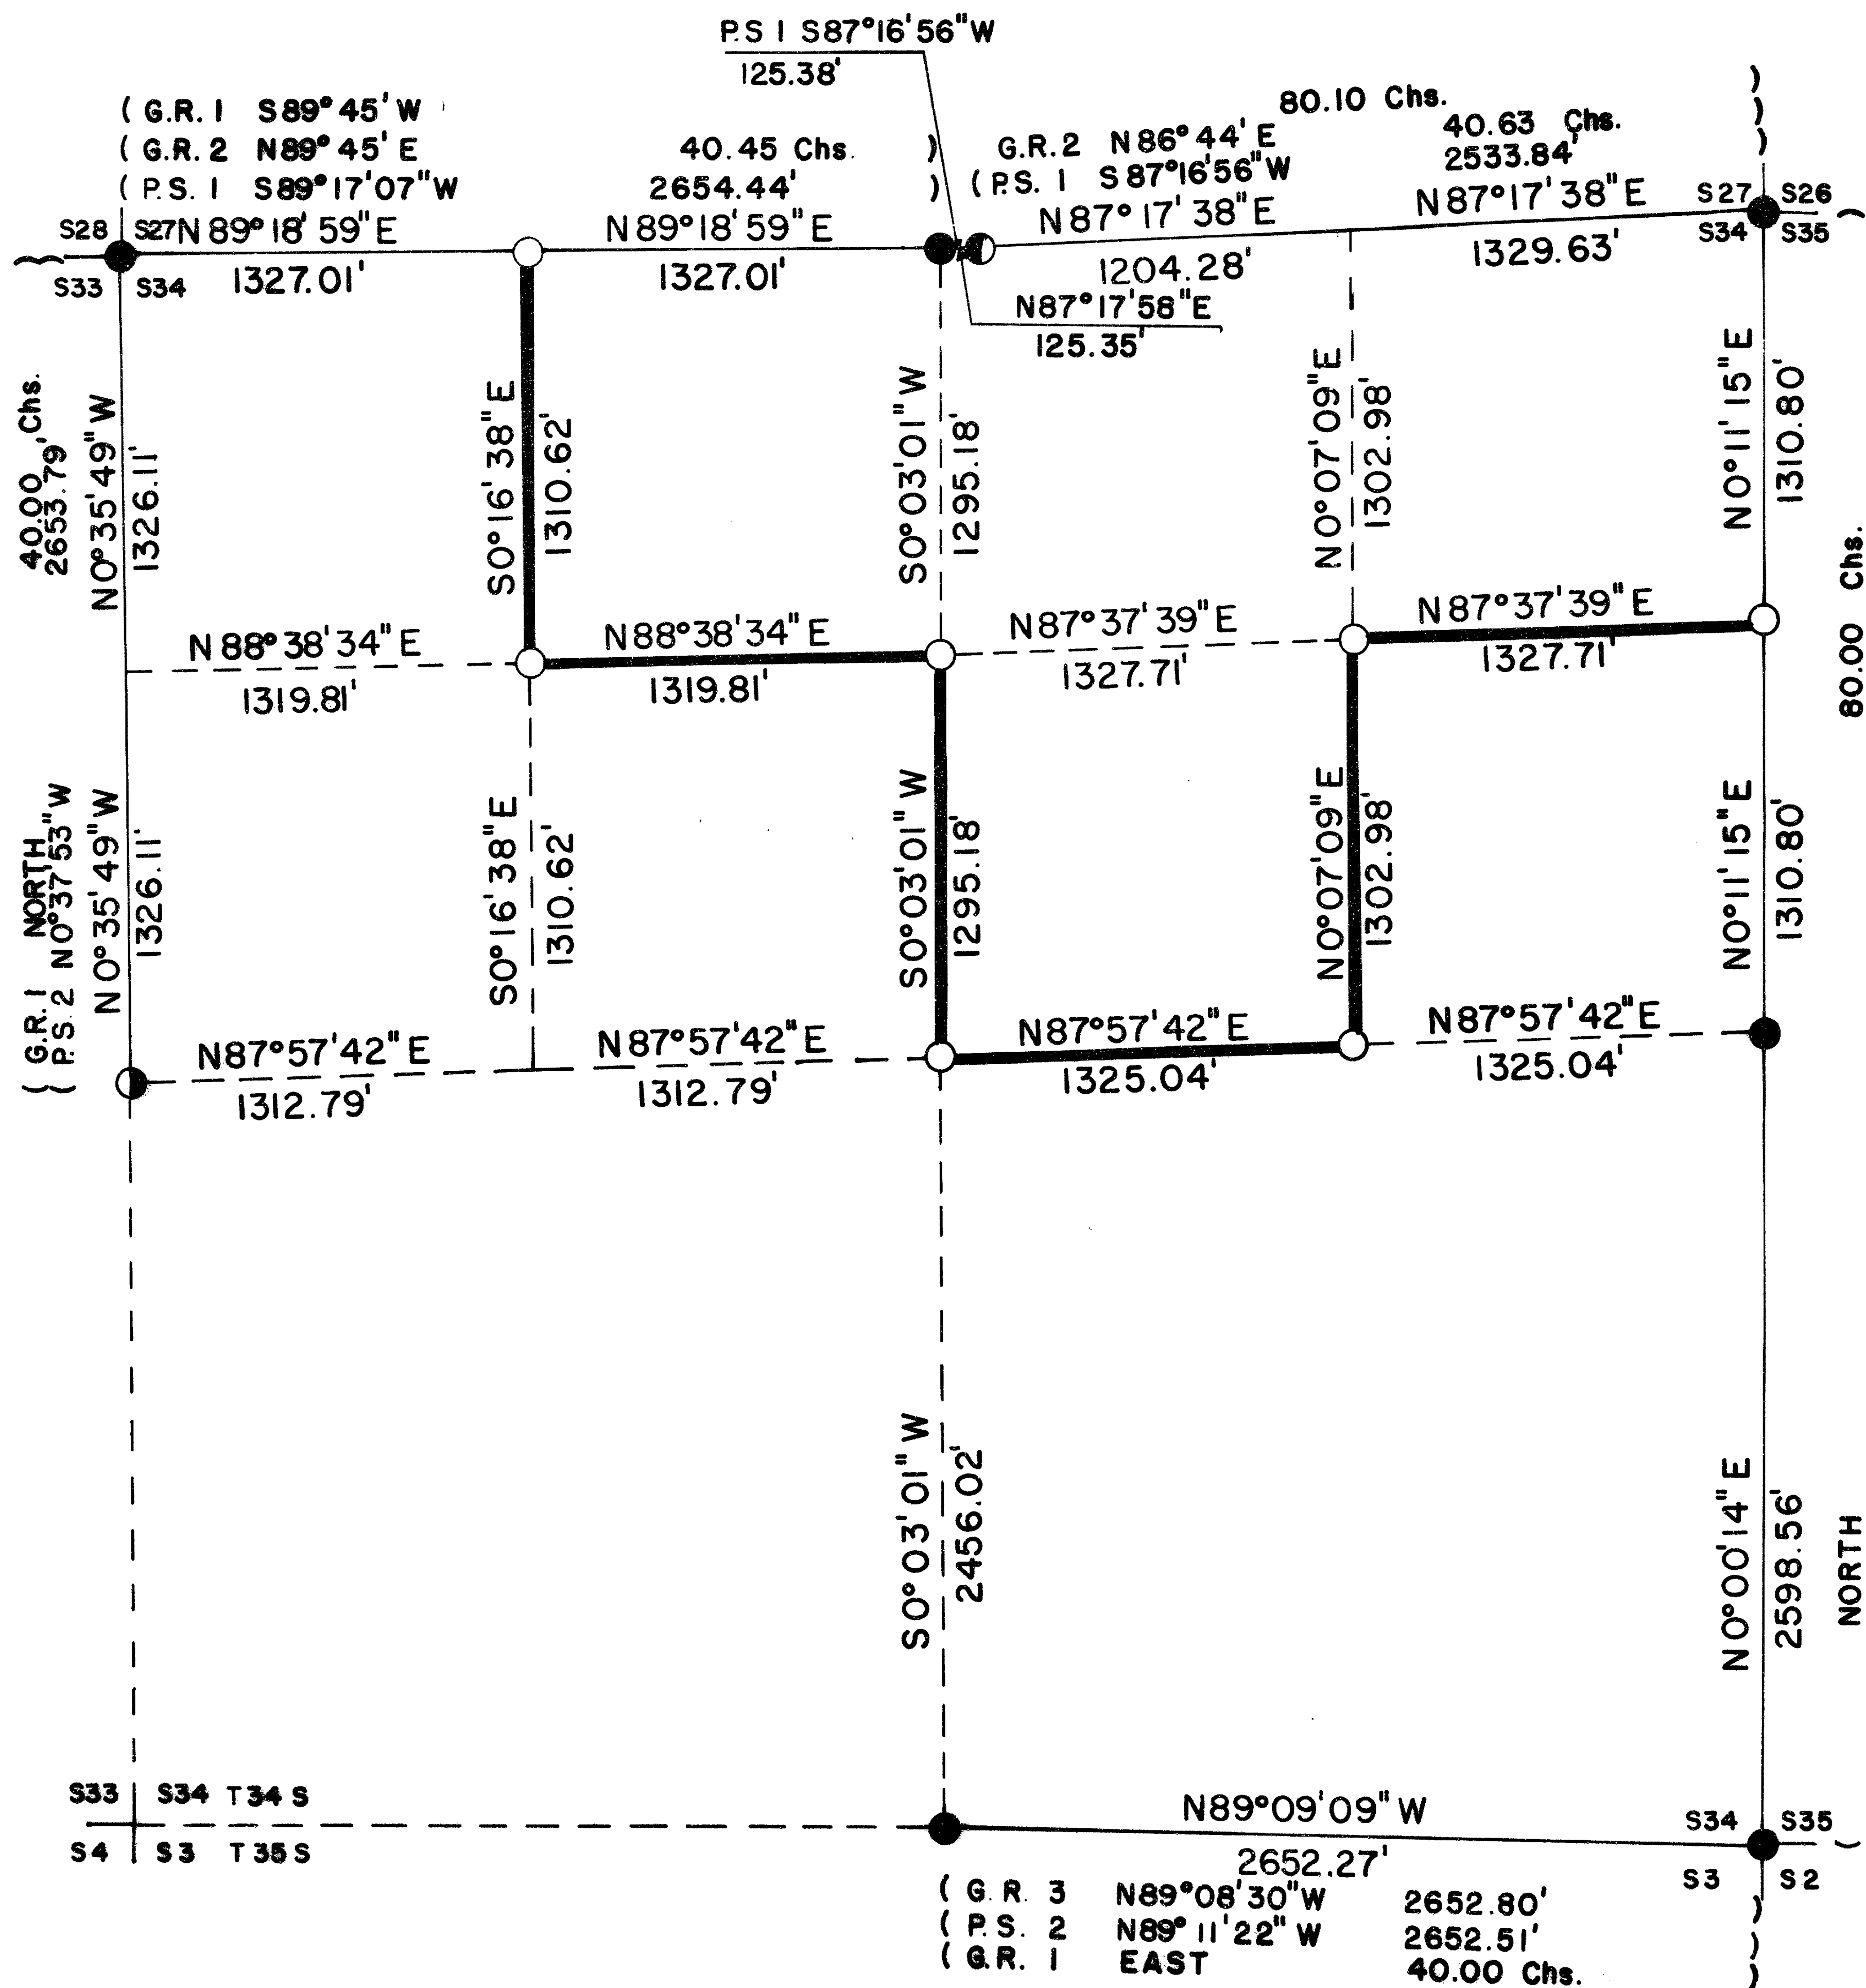 P.S 1 S87°16'56"W
125.38'
( G.R. 1 S89°45'W
( G.R. 2 N89°45' E 40.45 Chs. )
( P.S. 1 S89°17'07"W 2654.44' )
80.10 Chs.
G.R.2 N86°44' E 40.63 Chs.
( P.S. 1 S87°16'56"W 2533.84'
S28 S27
S33 S34
N89°18'59"E
1327.01'
N89°18'59"E
1327.01'
N87°17'38"E
1204.28'
N87°17'38"E
1329.63'
S27 S26
S34 S35
N87°17'58"E
125.35'
40.00 Chs.
2653.79'
N0°35'49"W
1326.11'
S0°16'38"E
1310.62'
S0°03'01"W
1295.18'
N0°07'09"E
1302.98'
N0°11'15"E
1310.80'
80.00 Chs.
N88°38'34"E
1319.81'
N88°38'34"E
1319.81'
N87°37'39"E
1327.71'
N87°37'39"E
1327.71'
( G.R. 1 NORTH
( P.S. 2 N0°37'53"W
N0°35'49"W
1326.11'
S0°16'38"E
1310.62'
S0°03'01"W
1295.18'
N0°07'09"E
1302.98'
N0°11'15"E
1310.80'
N87°57'42"E
1312.79'
N87°57'42"E
1312.79'
N87°57'42"E
1325.04'
N87°57'42"E
1325.04'
S0°03'01"W
2456.02'
N0°00'14"E
2598.56'
NORTH
S33 S34 T34S
S4 S3 T35S
N89°09'09"W
2652.27'
S34 S35
S3 S2
( G.R. 3 N89°08'30"W 2652.80'
( P.S. 2 N89°11'22"W 2652.51'
( G.R. 1 EAST 40.00 Chs.